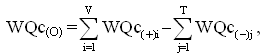 WQc(O) = V∑i=1 WQc(+)i − T∑j=1 WQc(−)j ,